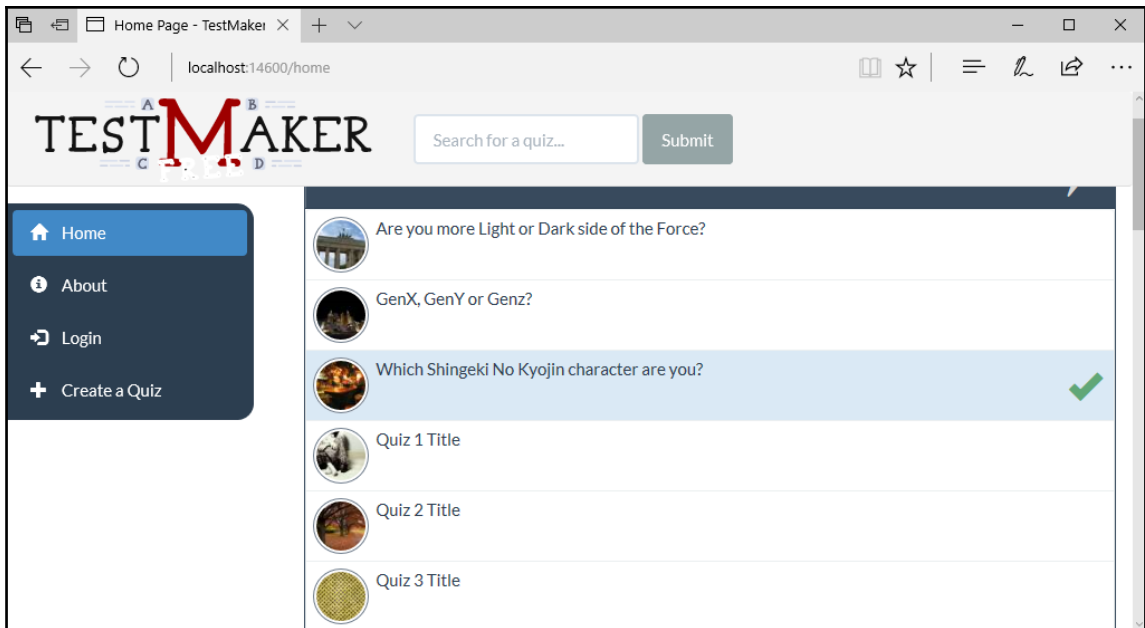 Home Page - TestMaker
localhost:14600/home
A B
TESTMAKER
C FREE D
Search for a quiz...
Submit
Home
About
Login
Create a Quiz
Are you more Light or Dark side of the Force?
GenX, GenY or Genz?
Which Shingeki No Kyojin character are you?
Quiz 1 Title
Quiz 2 Title
Quiz 3 Title